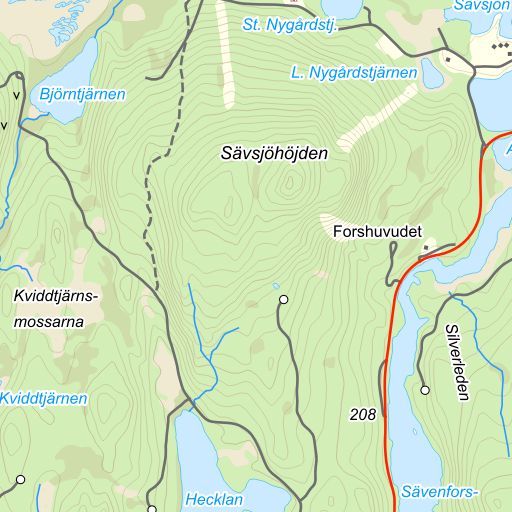 Sävsjön
St. Nygårdstj.
L. Nygårdstjärnen
Björntjärnen
Sävsjöhöjden
Forshuvudet
Kviddtjärns-
mossarna
Silverleden
Kviddtjärnen
208
Hecklan
Sävenfors-